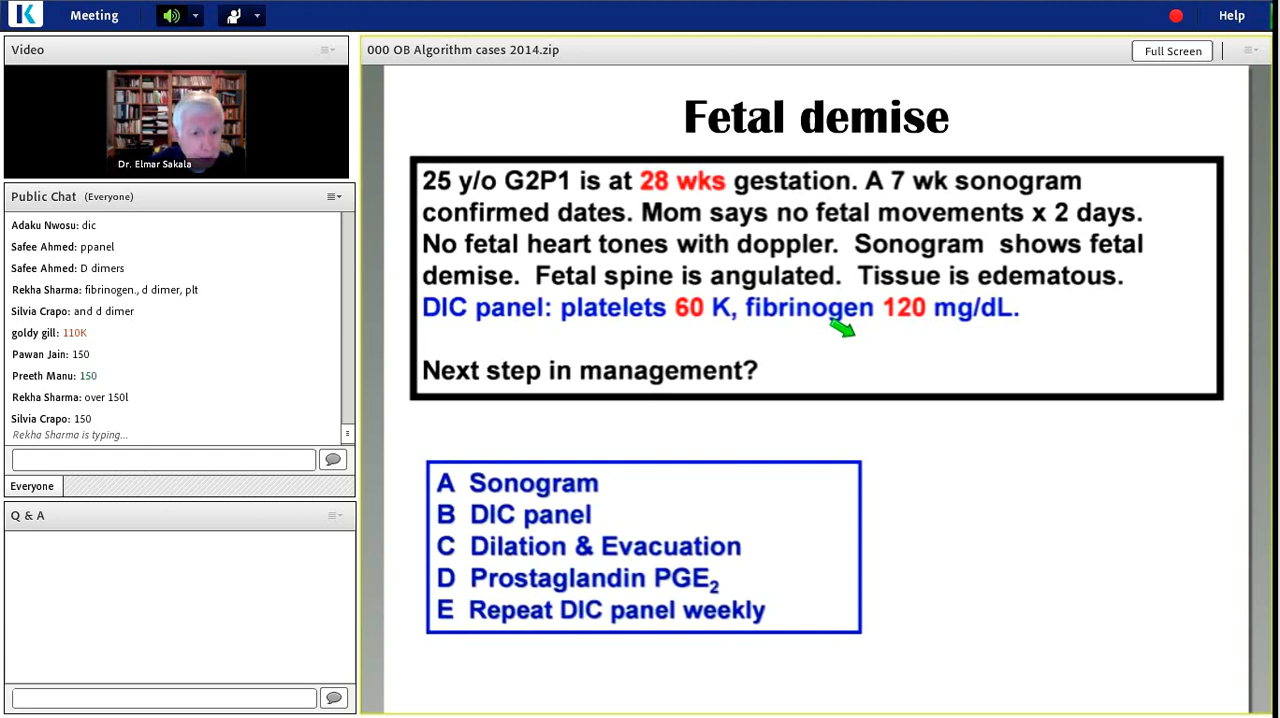 K
Meeting
Help
Video
Dr. Elmar Sakala
Public Chat (Everyone)
Adaku Nwosu: dic
Safee Ahmed: ppanel
Safee Ahmed: D dimers
Rekha Sharma: fibrinogen., d dimer, plt
Silvia Crapo: and d dimer
goldy gill: 110K
Pawan Jain: 150
Preeth Manu: 150
Rekha Sharma: over 150l
Silvia Crapo: 150
Rekha Sharma is typing...
Everyone
Q & A
000 OB Algorithm cases 2014.zip
Full Screen
Fetal demise
25 y/o G2P1 is at 28 wks gestation. A 7 wk sonogram
confirmed dates. Mom says no fetal movements x 2 days.
No fetal heart tones with doppler. Sonogram shows fetal
demise. Fetal spine is angulated. Tissue is edematous.
DIC panel: platelets 60 K, fibrinogen 120 mg/dL.
Next step in management?
A Sonogram
B DIC panel
C Dilation & Evacuation
D Prostaglandin PGE2
E Repeat DIC panel weekly